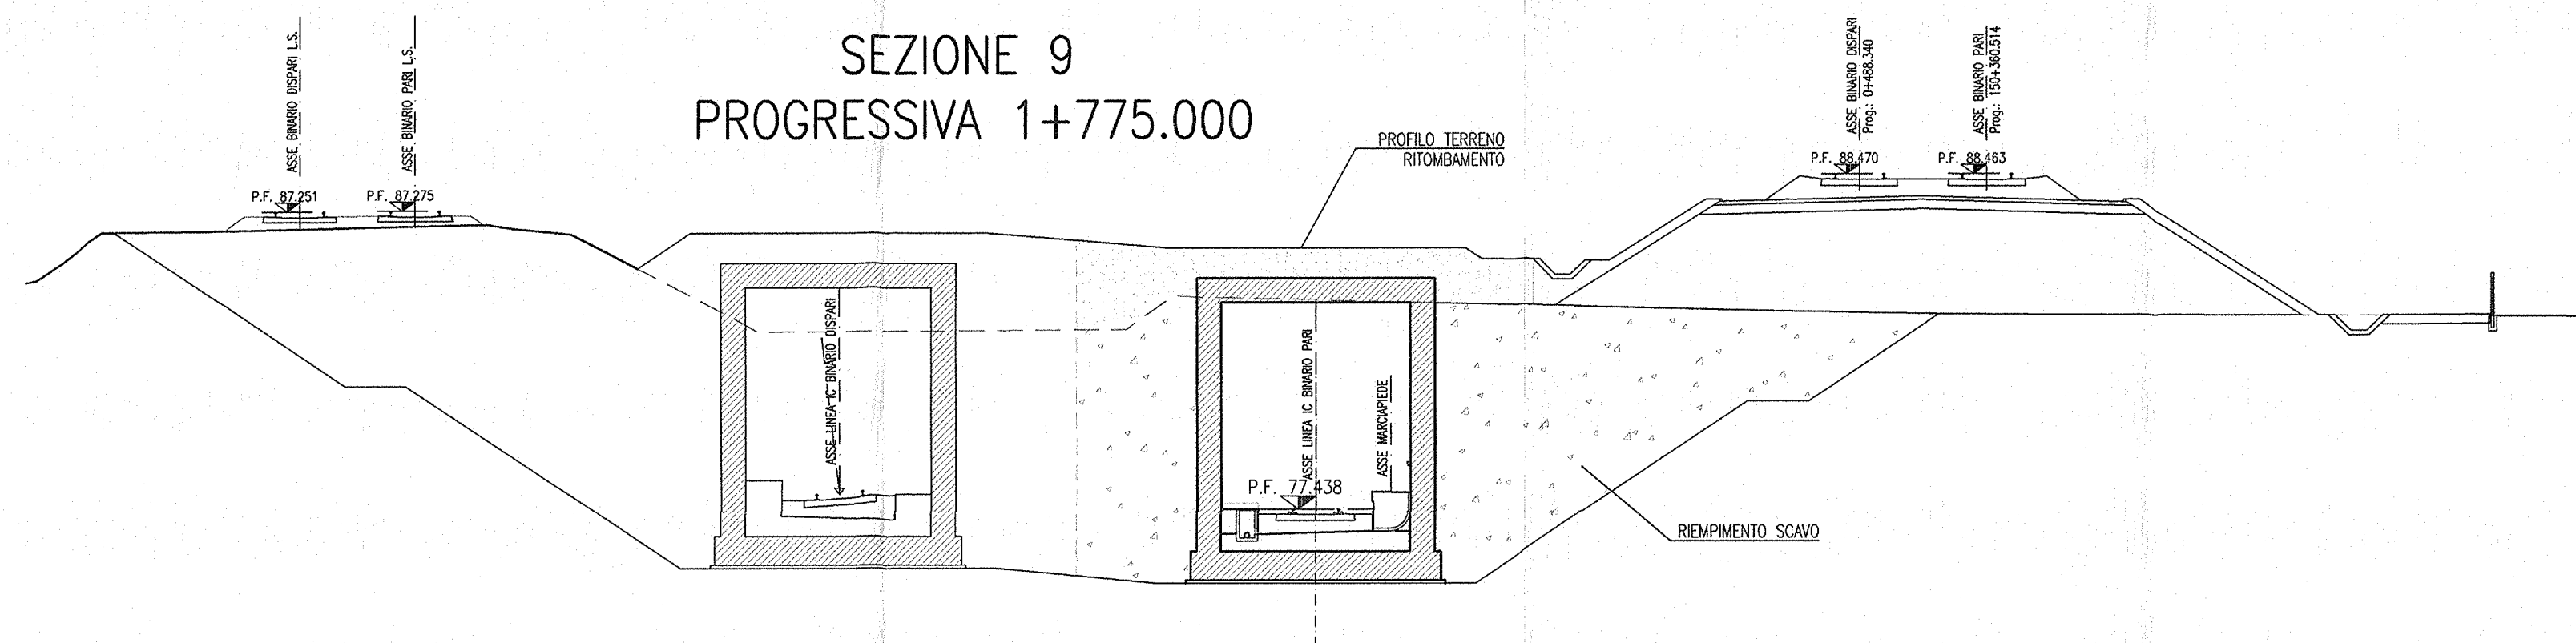 SEZIONE 9
PROGRESSIVA 1+775.000
ASSE BINARIO DISPARI L.S.
ASSE BINARIO PARI L.S.
P.F. 87.251
P.F. 87.275
PROFILO TERRENO
RITOMBAMENTO
ASSE BINARIO DISPARI
Prog.: 0+488.340
ASSE BINARIO PARI
Prog.: 150+360.514
P.F. 88.470
P.F. 88.463
ASSE LINEA IC BINARIO DISPARI
ASSE LINEA IC BINARIO PARI
ASSE MARCIAPIEDE
P.F. 77.438
RIEMPIMENTO SCAVO